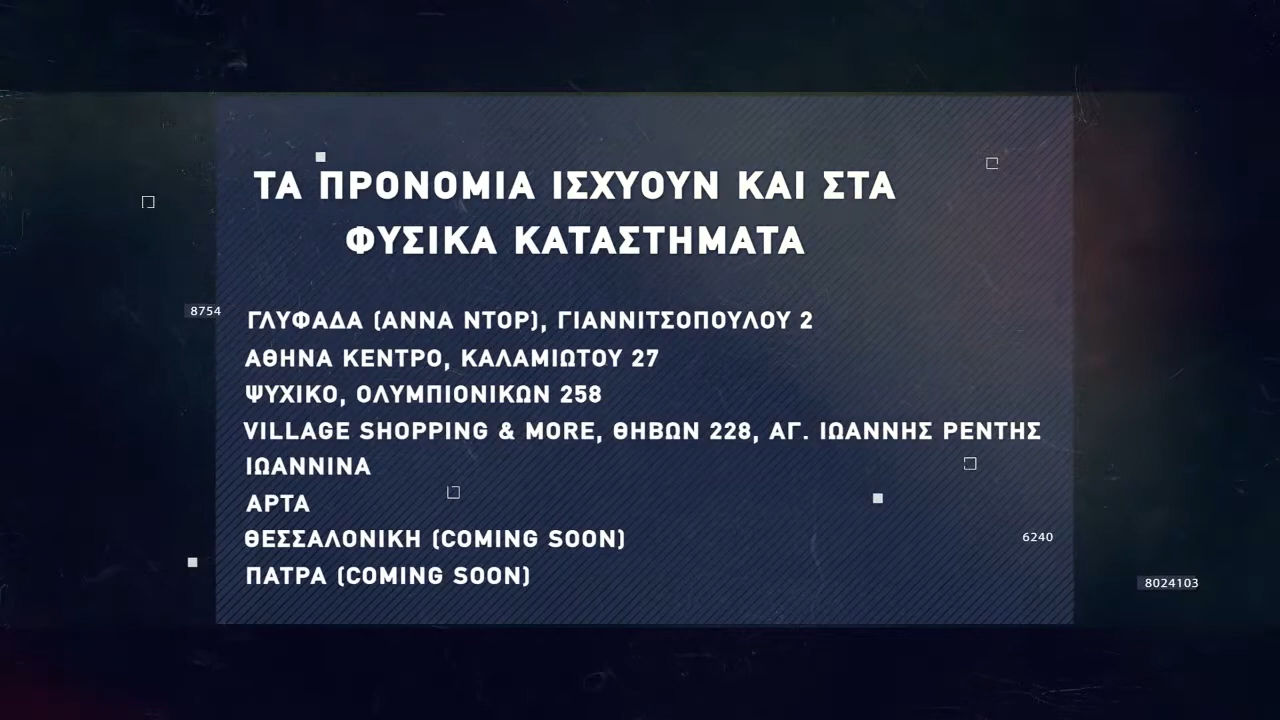 ΤΑ ΠΡΟΝΟΜΙΑ ΙΣΧΥΟΥΝ ΚΑΙ ΣΤΑ
ΦΥΣΙΚΑ ΚΑΤΑΣΤΗΜΑΤΑ
8754
ΓΛΥΦΑΔΑ (ΑΝΝΑ ΝΤΟΡ), ΓΙΑΝΝΙΤΣΟΠΟΥΛΟΥ 2
ΑΘΗΝΑ ΚΕΝΤΡΟ, ΚΑΛΑΜΙΩΤΟΥ 27
ΨΥΧΙΚΟ, ΟΛΥΜΠΙΟΝΙΚΩΝ 258
VILLAGE SHOPPING & MORE, ΘΗΒΩΝ 228, ΑΓ. ΙΩΑΝΝΗΣ ΡΕΝΤΗΣ
ΙΩΑΝΝΙΝΑ
ΑΡΤΑ
ΘΕΣΣΑΛΟΝΙΚΗ (COMING SOON)
6240
ΠΑΤΡΑ (COMING SOON)
8024103